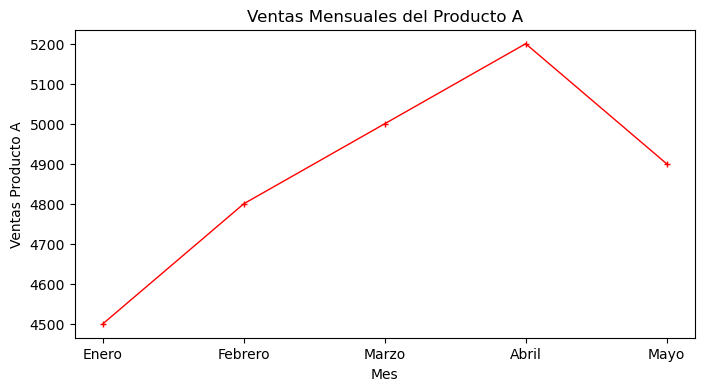 Ventas Mensuales del Producto A
Ventas Producto A
5200
5100
5000
4900
4800
4700
4600
4500
Enero Febrero Marzo Abril Mayo
Mes